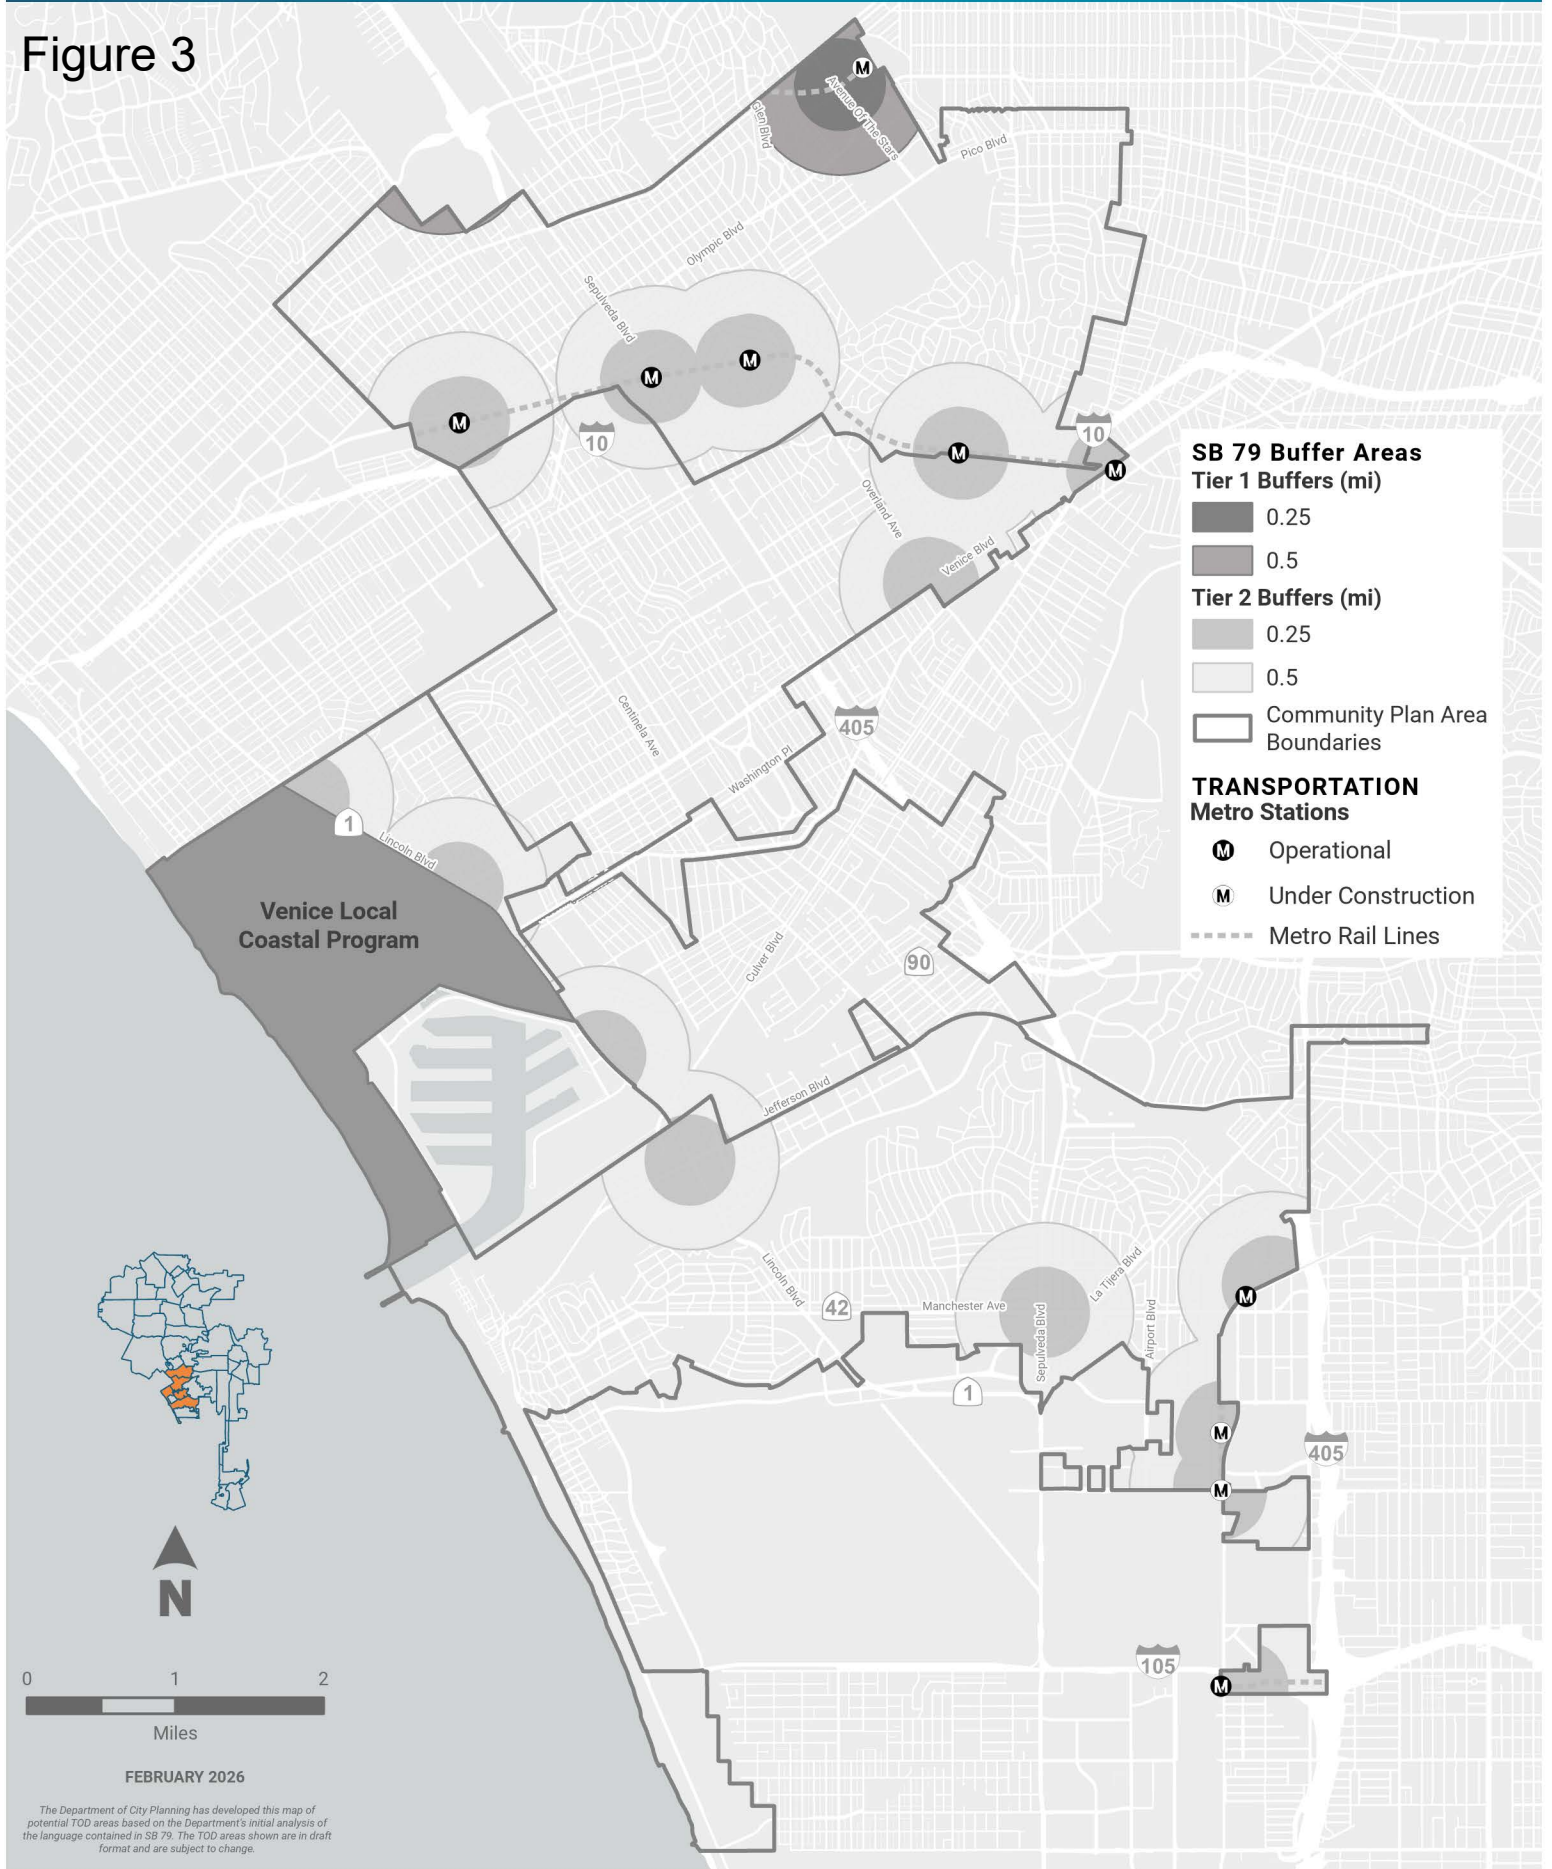 Figure 3
M
Glen Blvd
Avenue Of The Stars
Pico Blvd
Olympic Blvd
Sepulveda Blvd
M
M
M
10
10
M
M
Overland Ave
Venice Blvd
SB 79 Buffer Areas
Tier 1 Buffers (mi)
0.25
0.5
Tier 2 Buffers (mi)
0.25
0.5
Community Plan Area
Boundaries
TRANSPORTATION
Metro Stations
M Operational
M Under Construction
Metro Rail Lines
Centinela Ave
405
Washington Pl
1
Lincoln Blvd
Venice Local
Coastal Program
Culver Blvd
90
Jefferson Blvd
Lincoln Blvd
42
Manchester Ave
La Tijera Blvd
Sepulveda Blvd
Airport Blvd
M
1
M
405
M
105
M
N
0 1 2
Miles
FEBRUARY 2026
The Department of City Planning has developed this map of
potential TOD areas based on the Department's initial analysis of
the language contained in SB 79. The TOD areas shown are in draft
format and are subject to change.